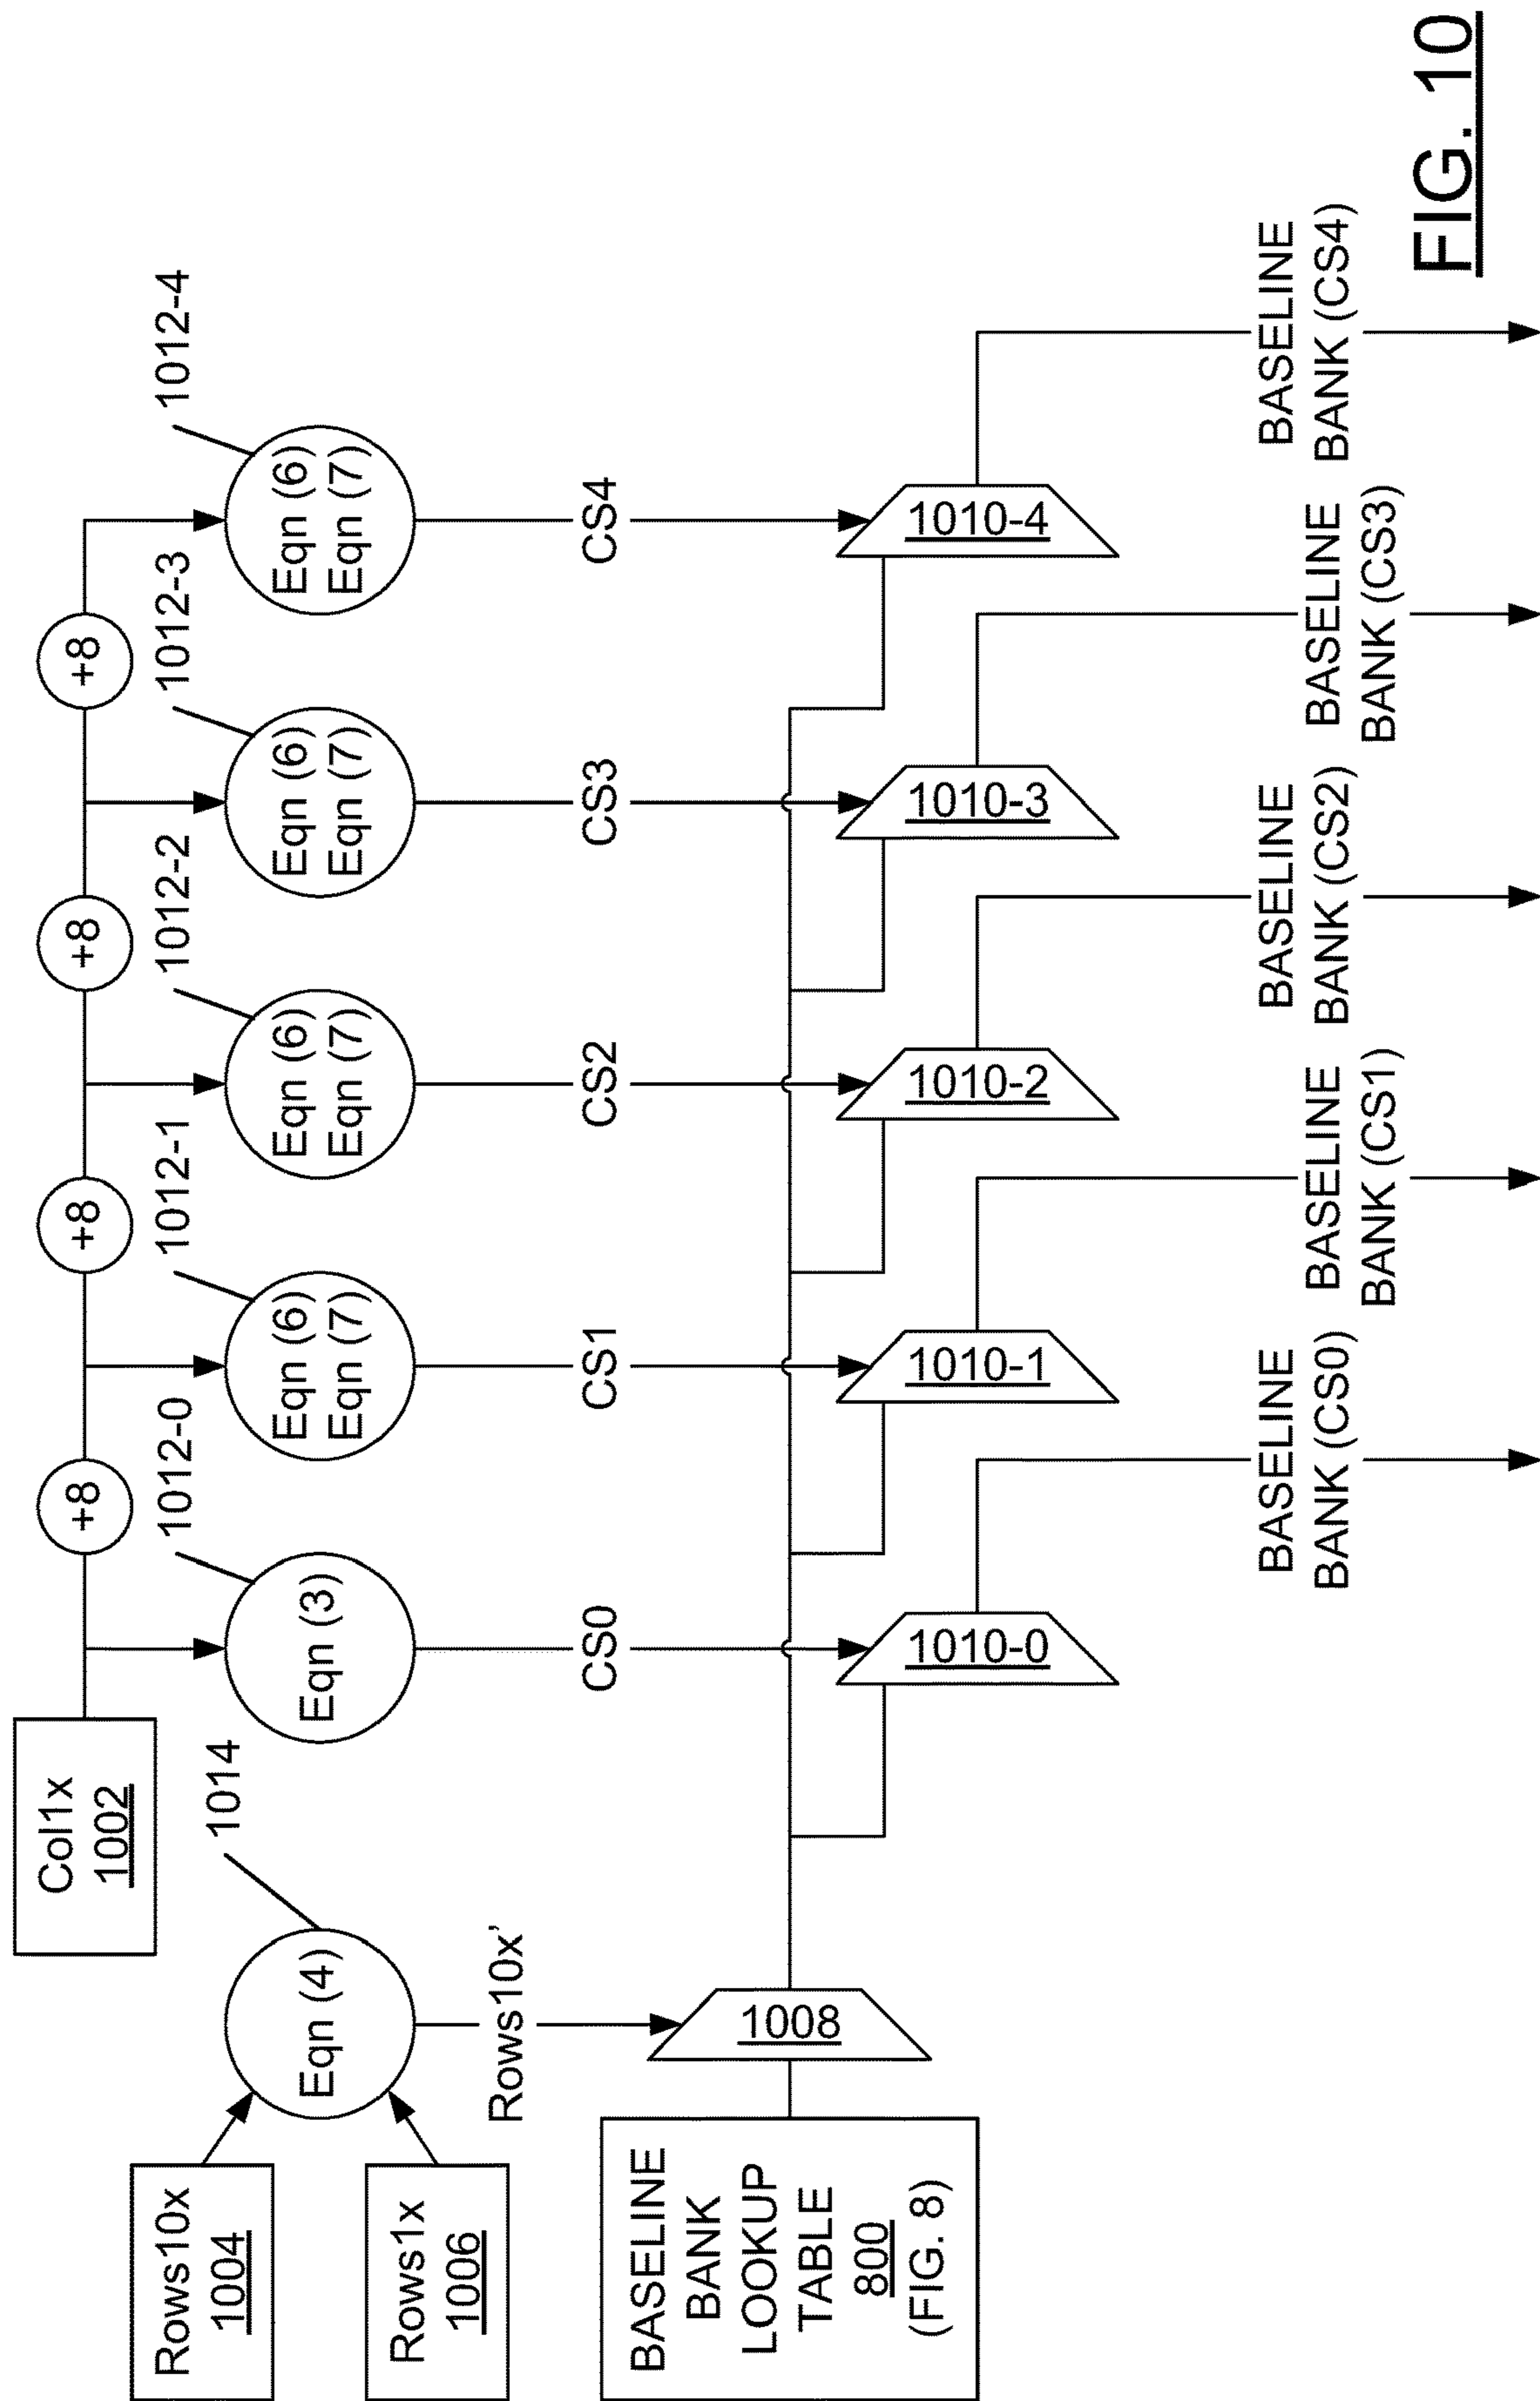 Col1x
1002
+8
+8
+8
+8
Rows10x
1004
Rows1x
1006
Eqn (4)
1014
Eqn (3)
1012-0
Eqn (6)
Eqn (7)
1012-1
Eqn (6)
Eqn (7)
1012-2
Eqn (6)
Eqn (7)
1012-3
Eqn (6)
Eqn (7)
1012-4
Rows10x'
CS0
CS1
CS2
CS3
CS4
BASELINE
BANK
LOOKUP
TABLE
800
(FIG. 8)
1008
1010-0
1010-1
1010-2
1010-3
1010-4
BASELINE
BANK (CS0)
BASELINE
BANK (CS1)
BASELINE
BANK (CS2)
BASELINE
BANK (CS3)
BASELINE
BANK (CS4)
FIG. 10